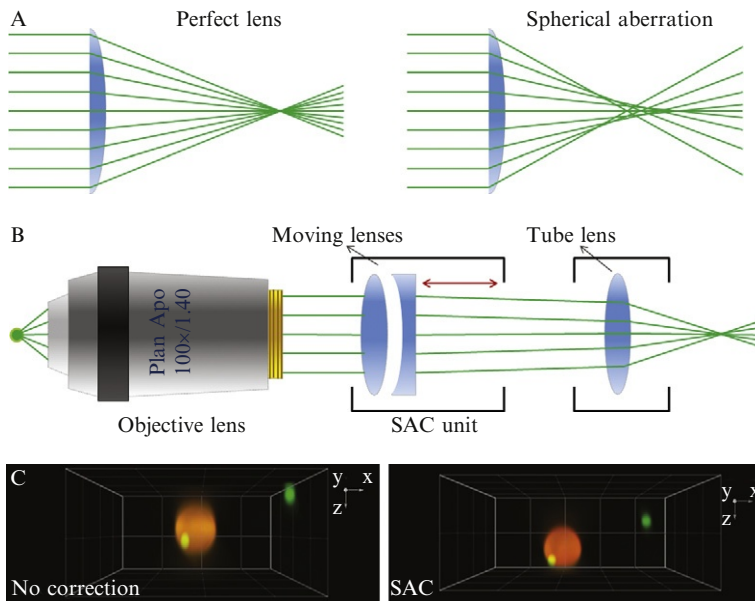 A
Perfect lens
Spherical aberration
B
Moving lenses
Tube lens
Plan Apo
100×/1.40
Objective lens
SAC unit
C
y x
z
No correction
y x
z
SAC